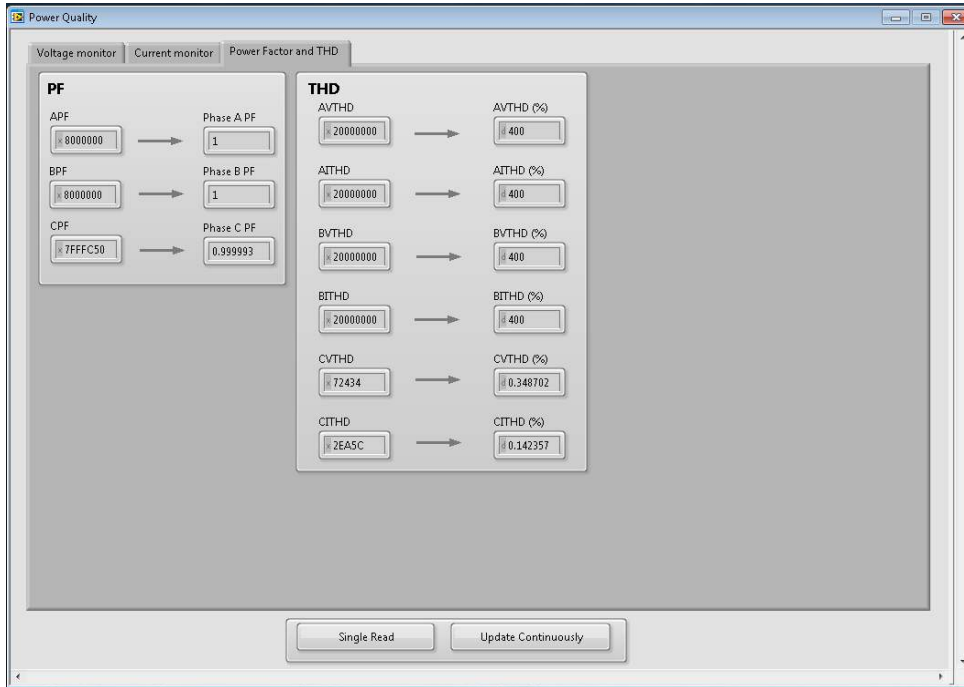 Power Quality
Voltage monitor Current monitor Power Factor and THD
PF
APF Phase A PF
x 8000000 1
BPF Phase B PF
x 8000000 1
CPF Phase C PF
x 7FFFC50 0.999993
THD
AVTHD AVTHD (%)
x 20000000 d 400
AITHD AITHD (%)
x 20000000 d 400
BVTHD BVTHD (%)
x 20000000 d 400
BITHD BITHD (%)
x 20000000 d 400
CVTHD CVTHD (%)
x 72434 d 0.348702
CITHD CITHD (%)
x 2EA5C d 0.142357
Single Read Update Continuously